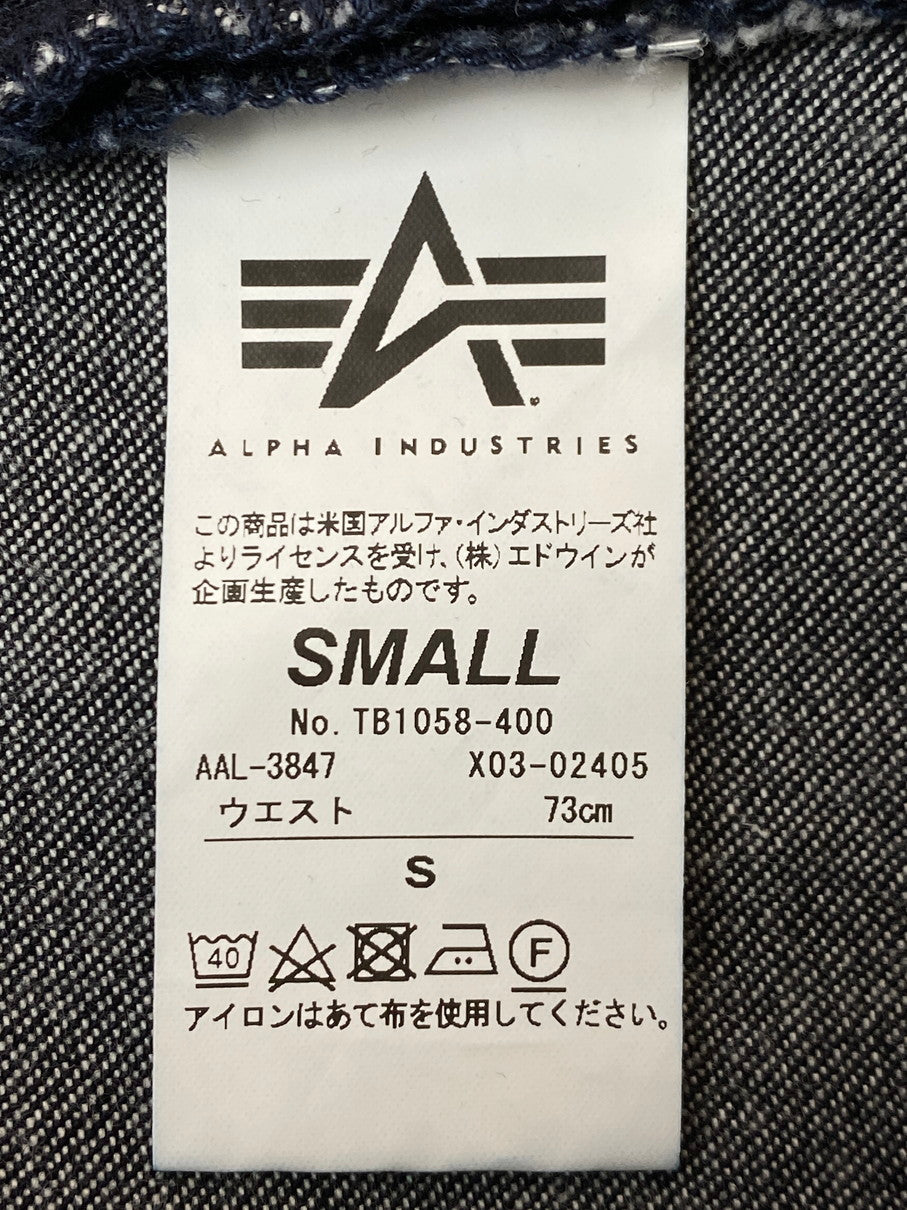 ALPHA INDUSTRIES
この商品は米国アルファ・インダストリーズ社
よりライセンスを受け、(株)エドウインが
企画生産したものです。
SMALL
No. TB1058-400
AAL-3847 X03-02405
ウエスト 73cm
S
40 F
アイロンはあて布を使用してください。